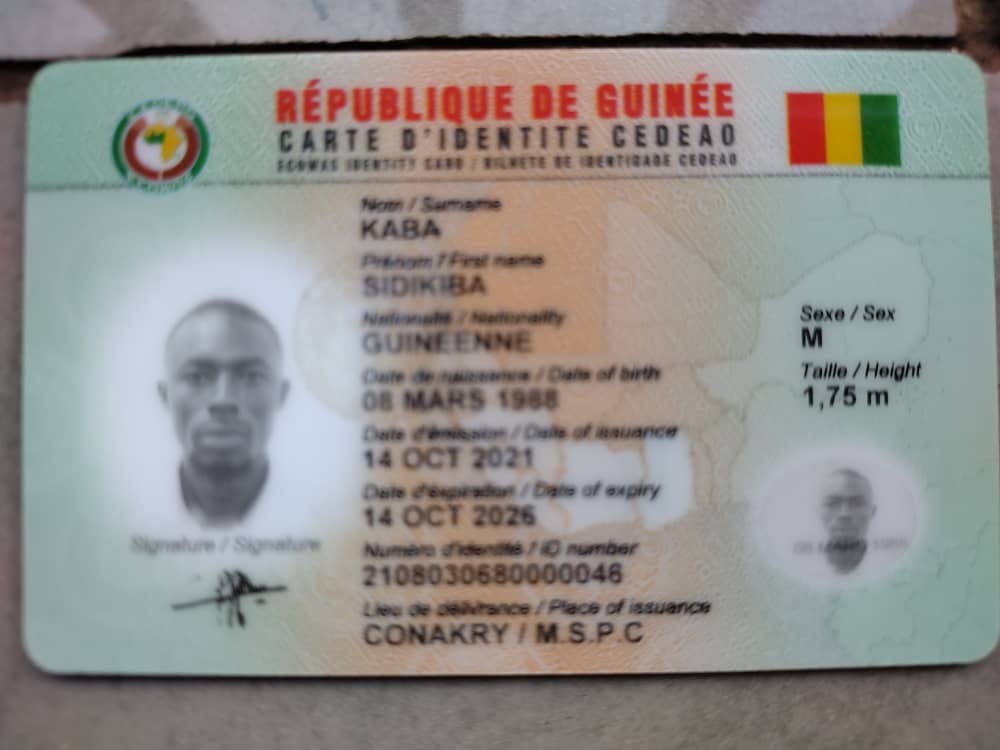 RÉPUBLIQUE DE GUINÉE
CARTE D'IDENTITE CEDEAO
ECOWAS IDENTITY CARD / BILHETE DE IDENTIDADE CEDEAO
Nom / Surname
KABA
Prénom / First name
SIDIKIBA
Nationalité / Nationality
GUINEENNE
Date de naissance / Date of birth
08 MARS 1988
Date d'émission / Date of issuance
14 OCT 2021
Date d'expiration / Date of expiry
14 OCT 2026
Numéro d'identité / ID number
2108030680000046
Lieu de délivrance / Place of issuance
CONAKRY / M.S.P.C
Sexe / Sex
M
Taille / Height
1,75 m
Signature / Signature